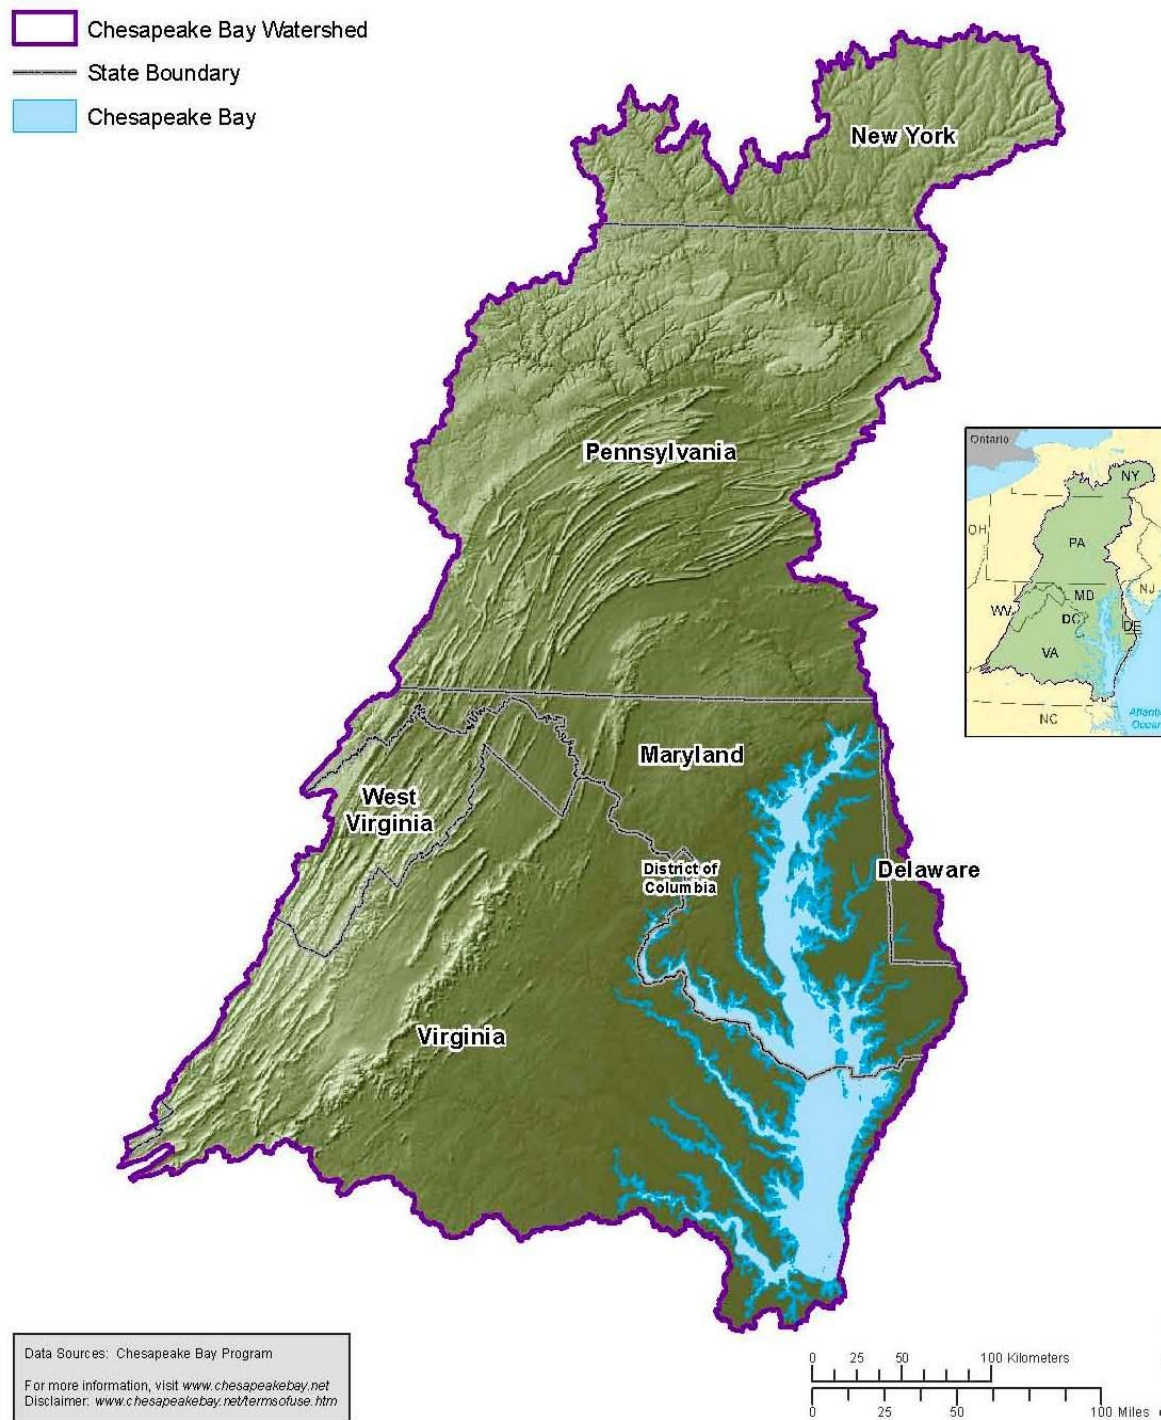 Chesapeake Bay Watershed
State Boundary
Chesapeake Bay
New York
Pennsylvania
Ontario
NY
OH
PA
NJ
MD
WV
DC
DE
VA
NC
Maryland
West
Virginia
District of
Columbia
Delaware
Virginia
Data Sources: Chesapeake Bay Program
For more information, visit www.chesapeakebay.net
Disclaimer: www.chesapeakebay.net/termsofuse.htm
0 25 50 100 Kilometers
0 25 50 100 Miles